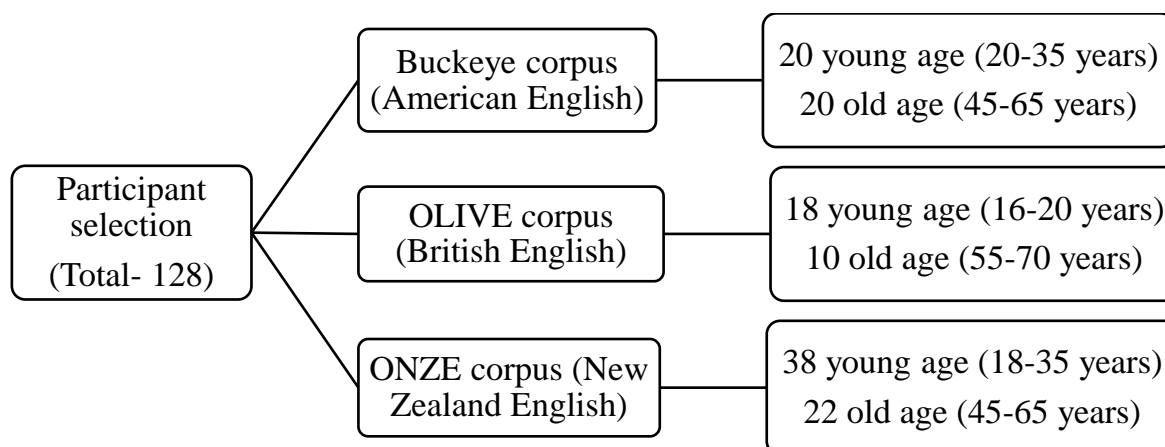 Participant
selection
(Total- 128)
Buckeye corpus
(American English)
20 young age (20-35 years)
20 old age (45-65 years)
OLIVE corpus
(British English)
18 young age (16-20 years)
10 old age (55-70 years)
ONZE corpus (New
Zealand English)
38 young age (18-35 years)
22 old age (45-65 years)